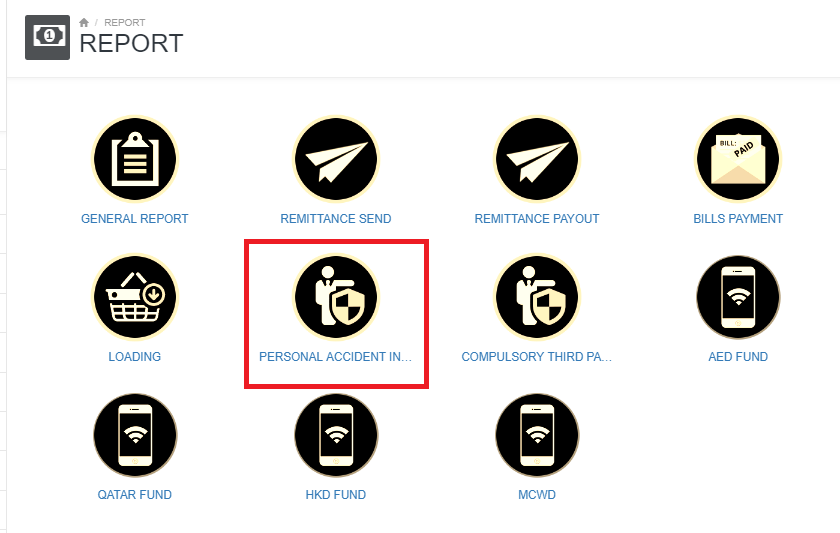 / REPORT
REPORT
BILL:
PAID
GENERAL REPORT
REMITTANCE SEND
REMITTANCE PAYOUT
BILLS PAYMENT
LOADING
PERSONAL ACCIDENT IN...
COMPULSORY THIRD PA...
AED FUND
QATAR FUND
HKD FUND
MCWD
1